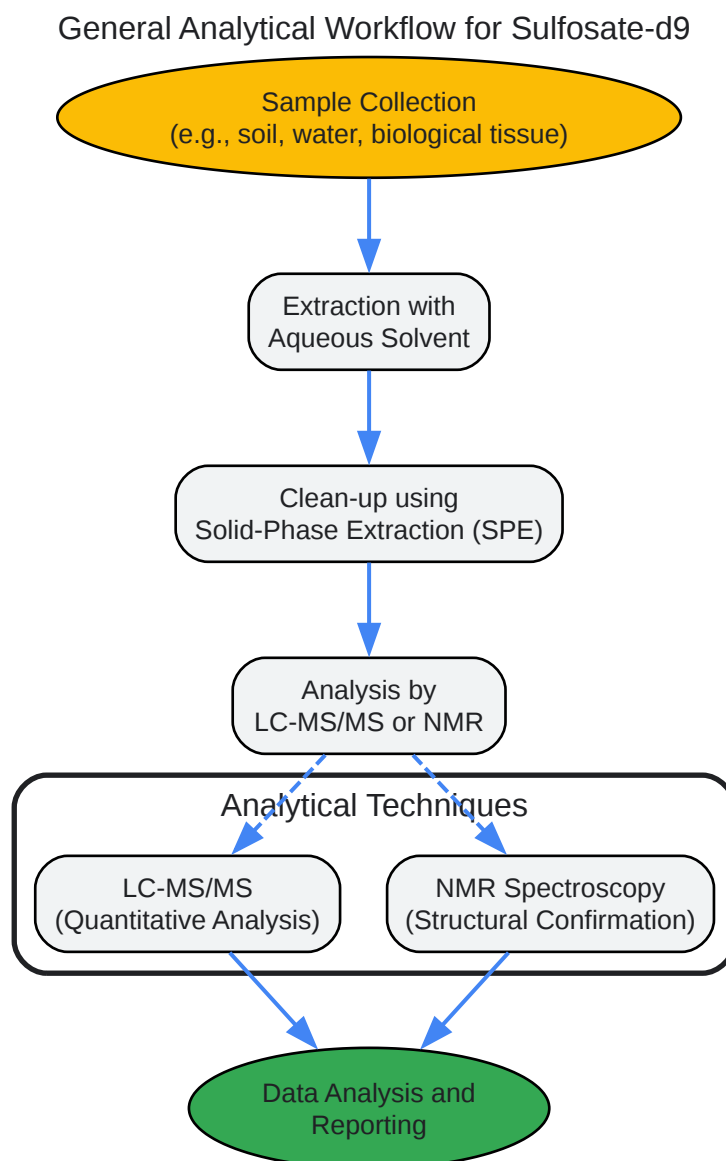 General Analytical Workflow for Sulfosate-d9
Sample Collection
(e.g., soil, water, biological tissue)
Extraction with
Aqueous Solvent
Clean-up using
Solid-Phase Extraction (SPE)
Analysis by
LC-MS/MS or NMR
Analytical Techniques
LC-MS/MS
(Quantitative Analysis)
NMR Spectroscopy
(Structural Confirmation)
Data Analysis and
Reporting